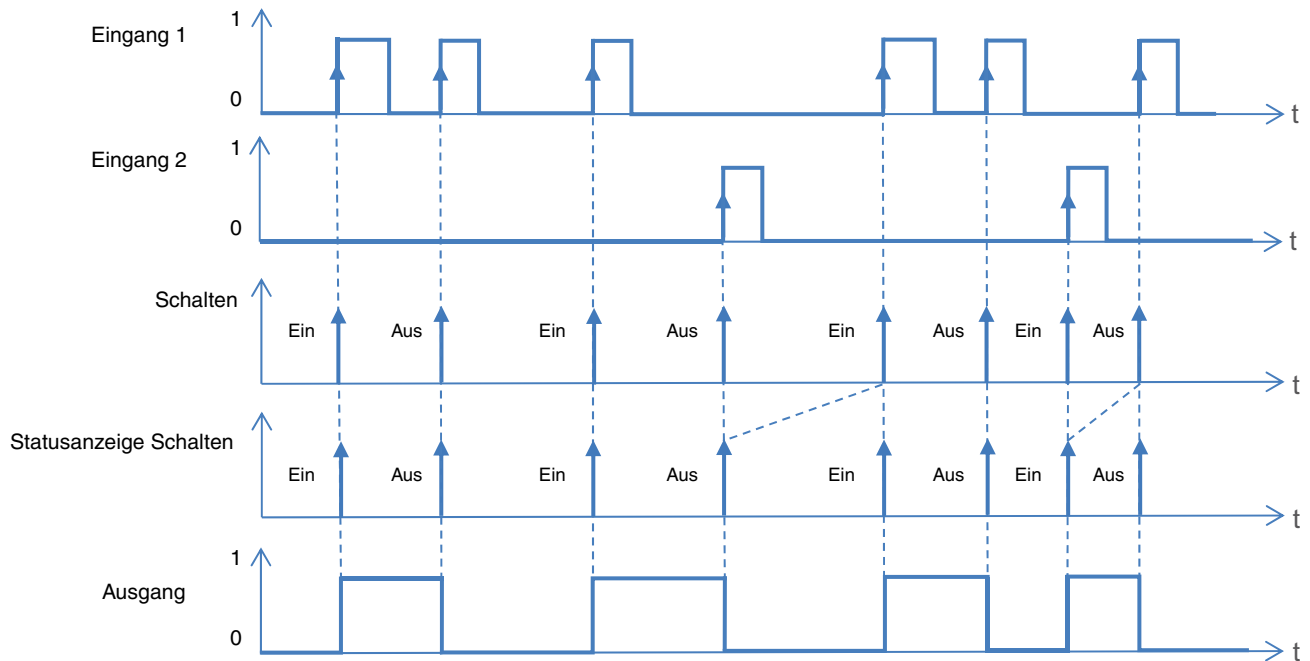 Eingang 1
1
0
t
Eingang 2
1
0
t
Schalten
Ein Aus Ein Aus Ein Aus Ein Aus
t
Statusanzeige Schalten
Ein Aus Ein Aus Ein Aus Ein Aus
t
Ausgang
1
0
t